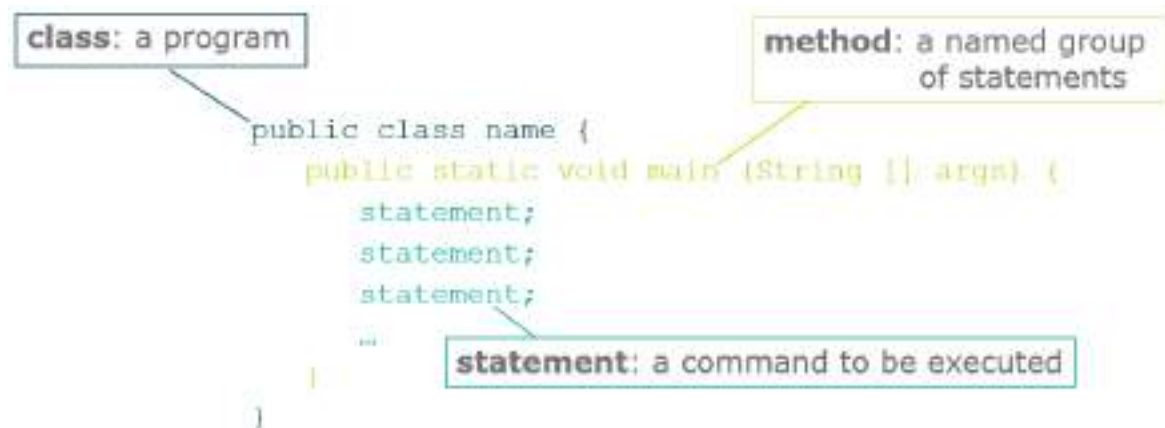 class: a program
method: a named group
of statements
public class name {
public static void main (String [] args) {
statement;
statement;
statement;
…
statement: a command to be executed
}
}